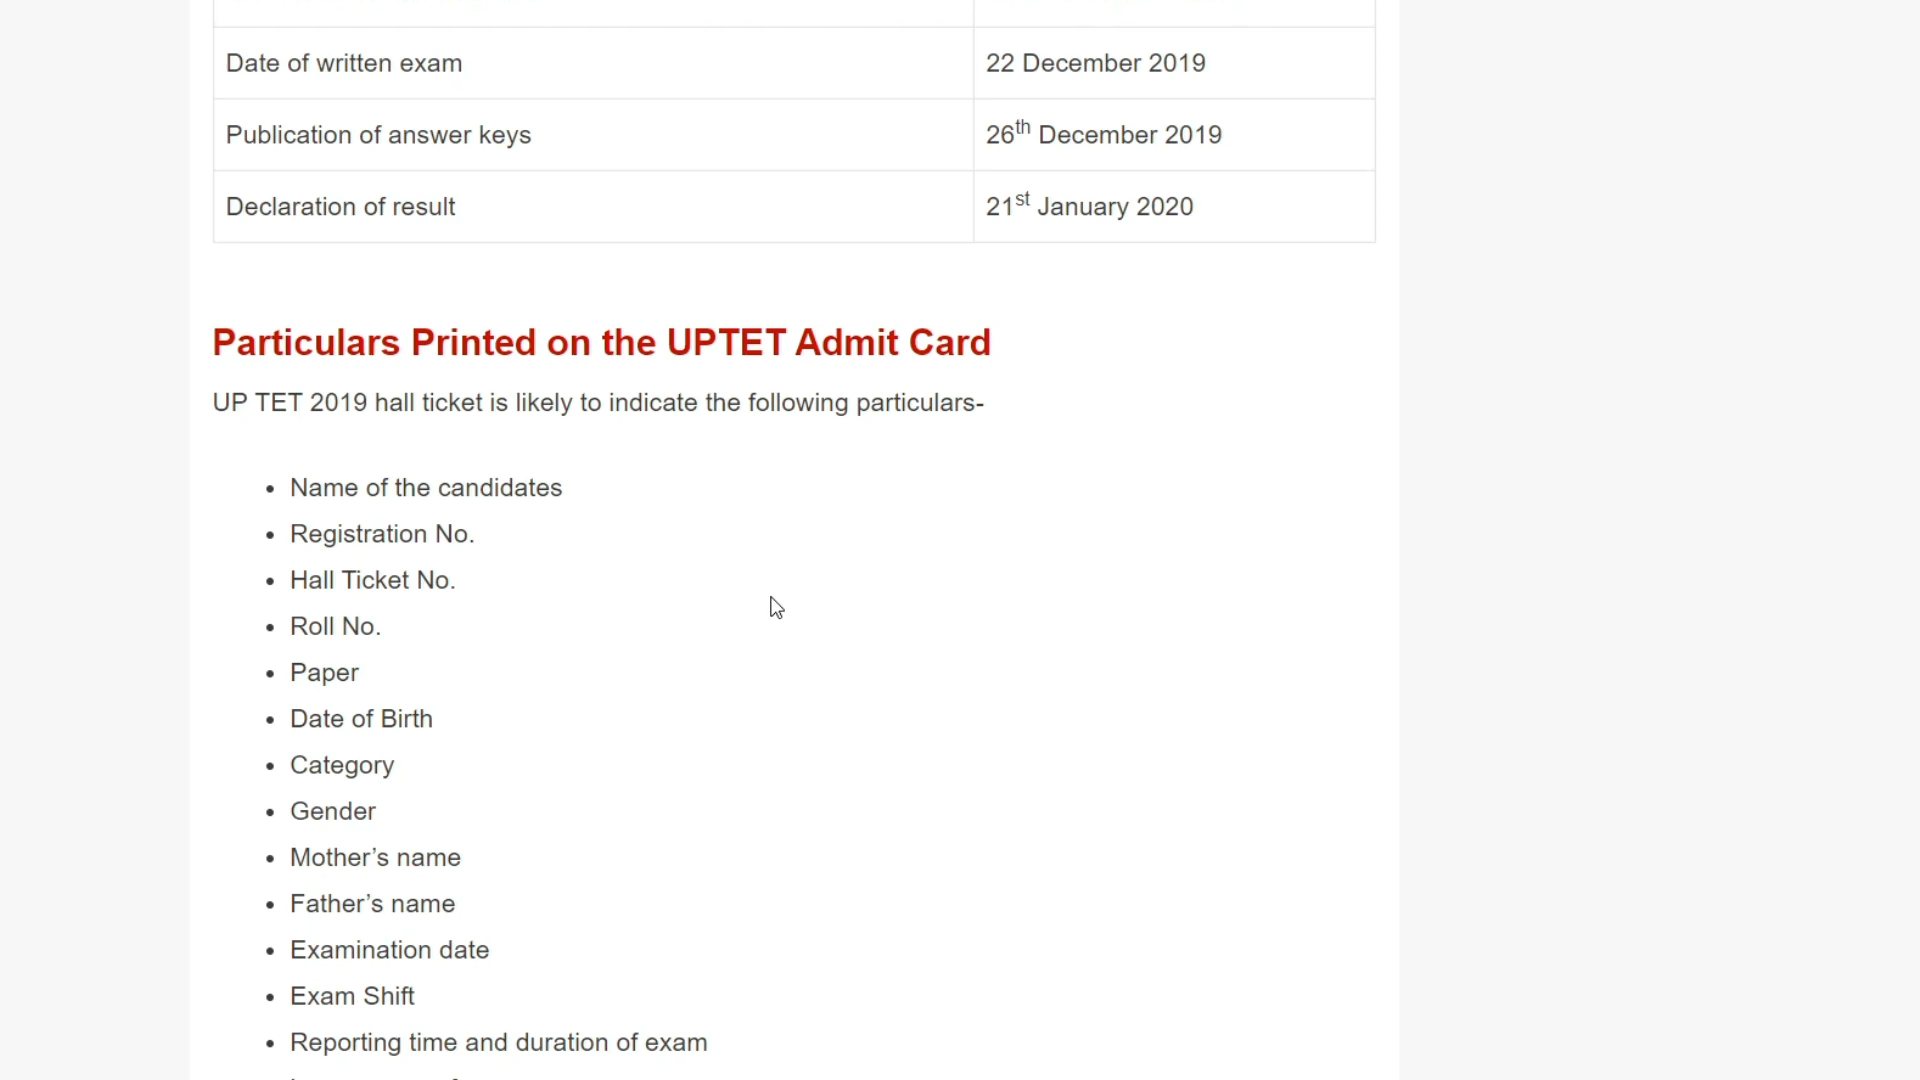 Date of written exam 22 December 2019
Publication of answer keys 26th December 2019
Declaration of result 21st January 2020
Particulars Printed on the UPTET Admit Card
UP TET 2019 hall ticket is likely to indicate the following particulars-
• Name of the candidates
• Registration No.
• Hall Ticket No.
• Roll No.
• Paper
• Date of Birth
• Category
• Gender
• Mother’s name
• Father’s name
• Examination date
• Exam Shift
• Reporting time and duration of exam